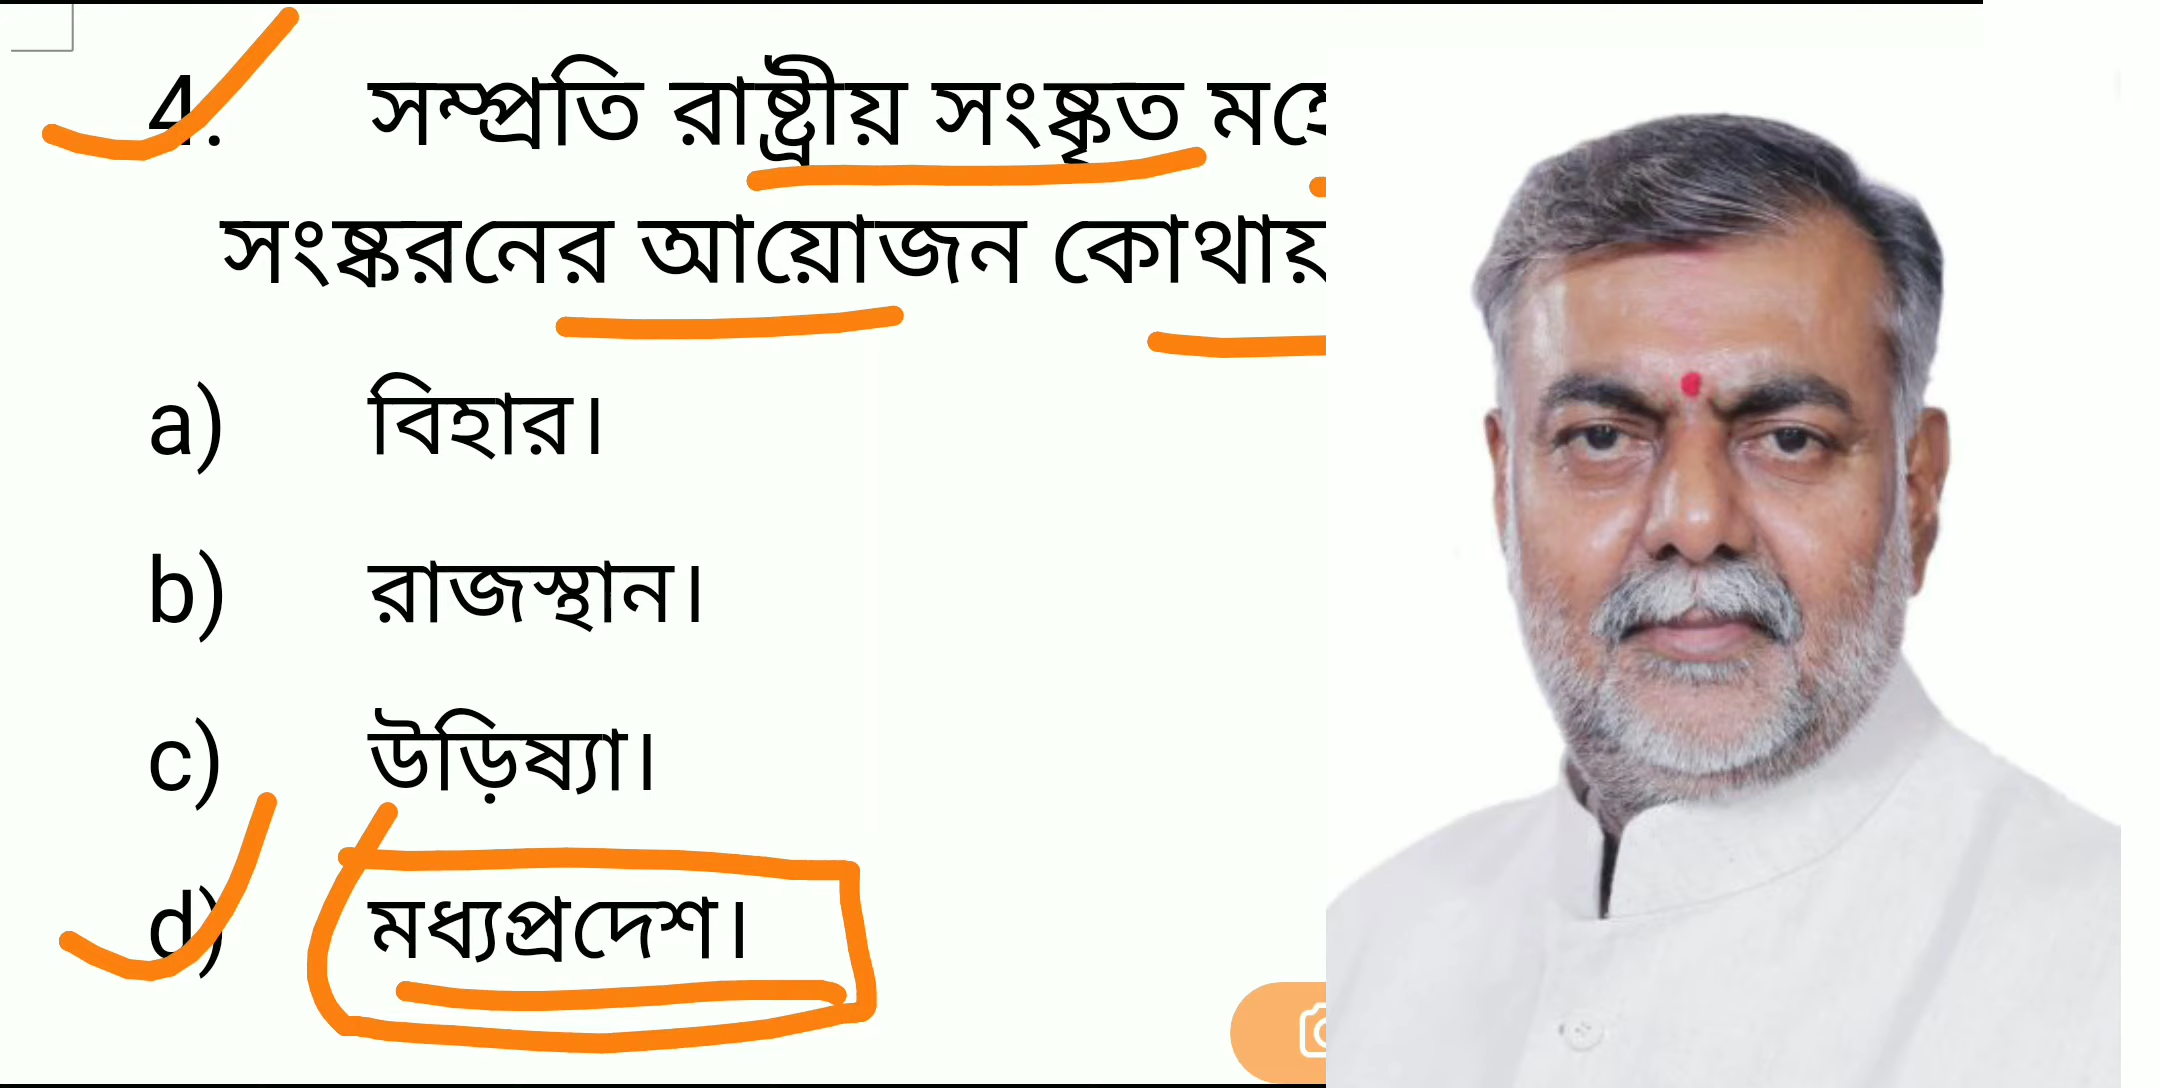 4. সম্প্রতি রাষ্ট্রীয় সংষ্কৃত
সংষ্করনের আয়োজন কোথায়
a) বিহার।
b) রাজস্থান।
c) উড়িষ্যা।
d) মধ্যপ্রদেশ।